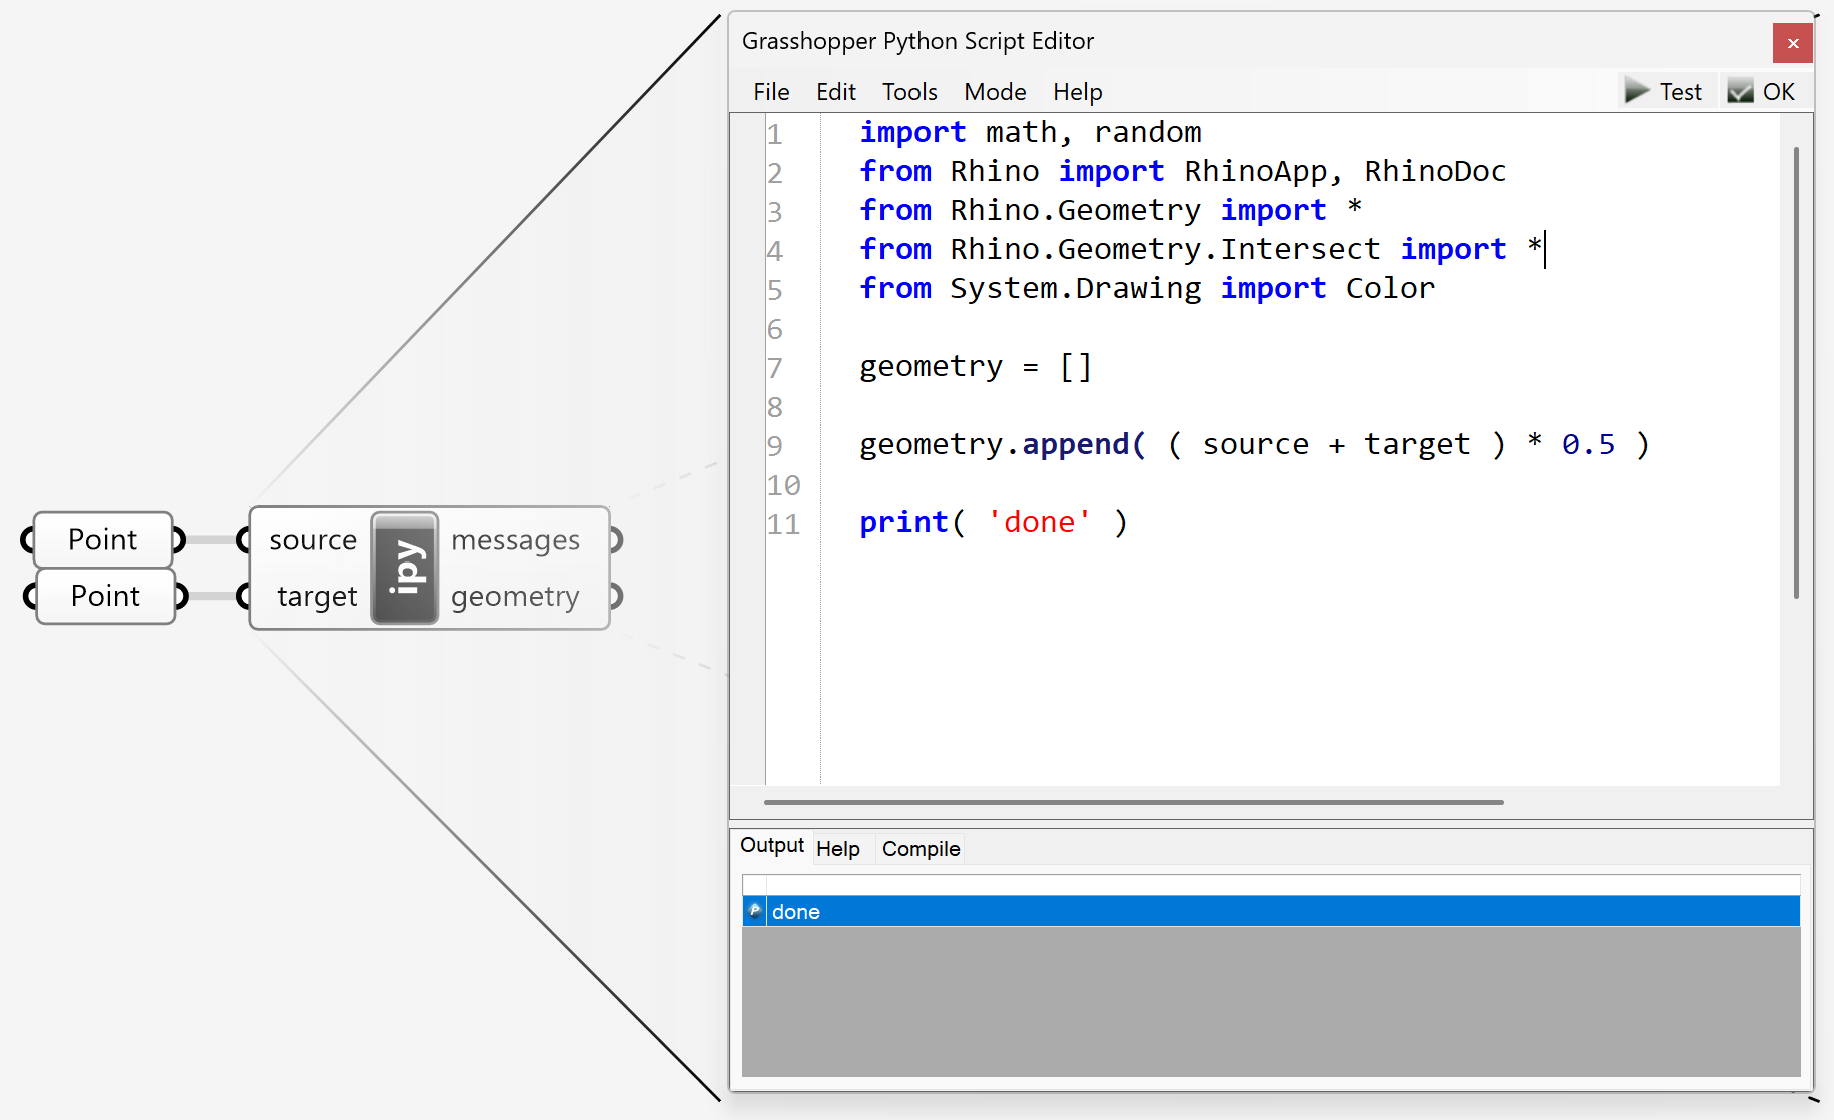 Point
Point
source
target
ipy
messages
geometry
Grasshopper Python Script Editor
x
File Edit Tools Mode Help Test OK
1 import math, random
2 from Rhino import RhinoApp, RhinoDoc
3 from Rhino.Geometry import *
4 from Rhino.Geometry.Intersect import *
5 from System.Drawing import Color
6
7 geometry = []
8
9 geometry.append( ( source + target ) * 0.5 )
10
11 print( 'done' )
Output Help Compile
P done